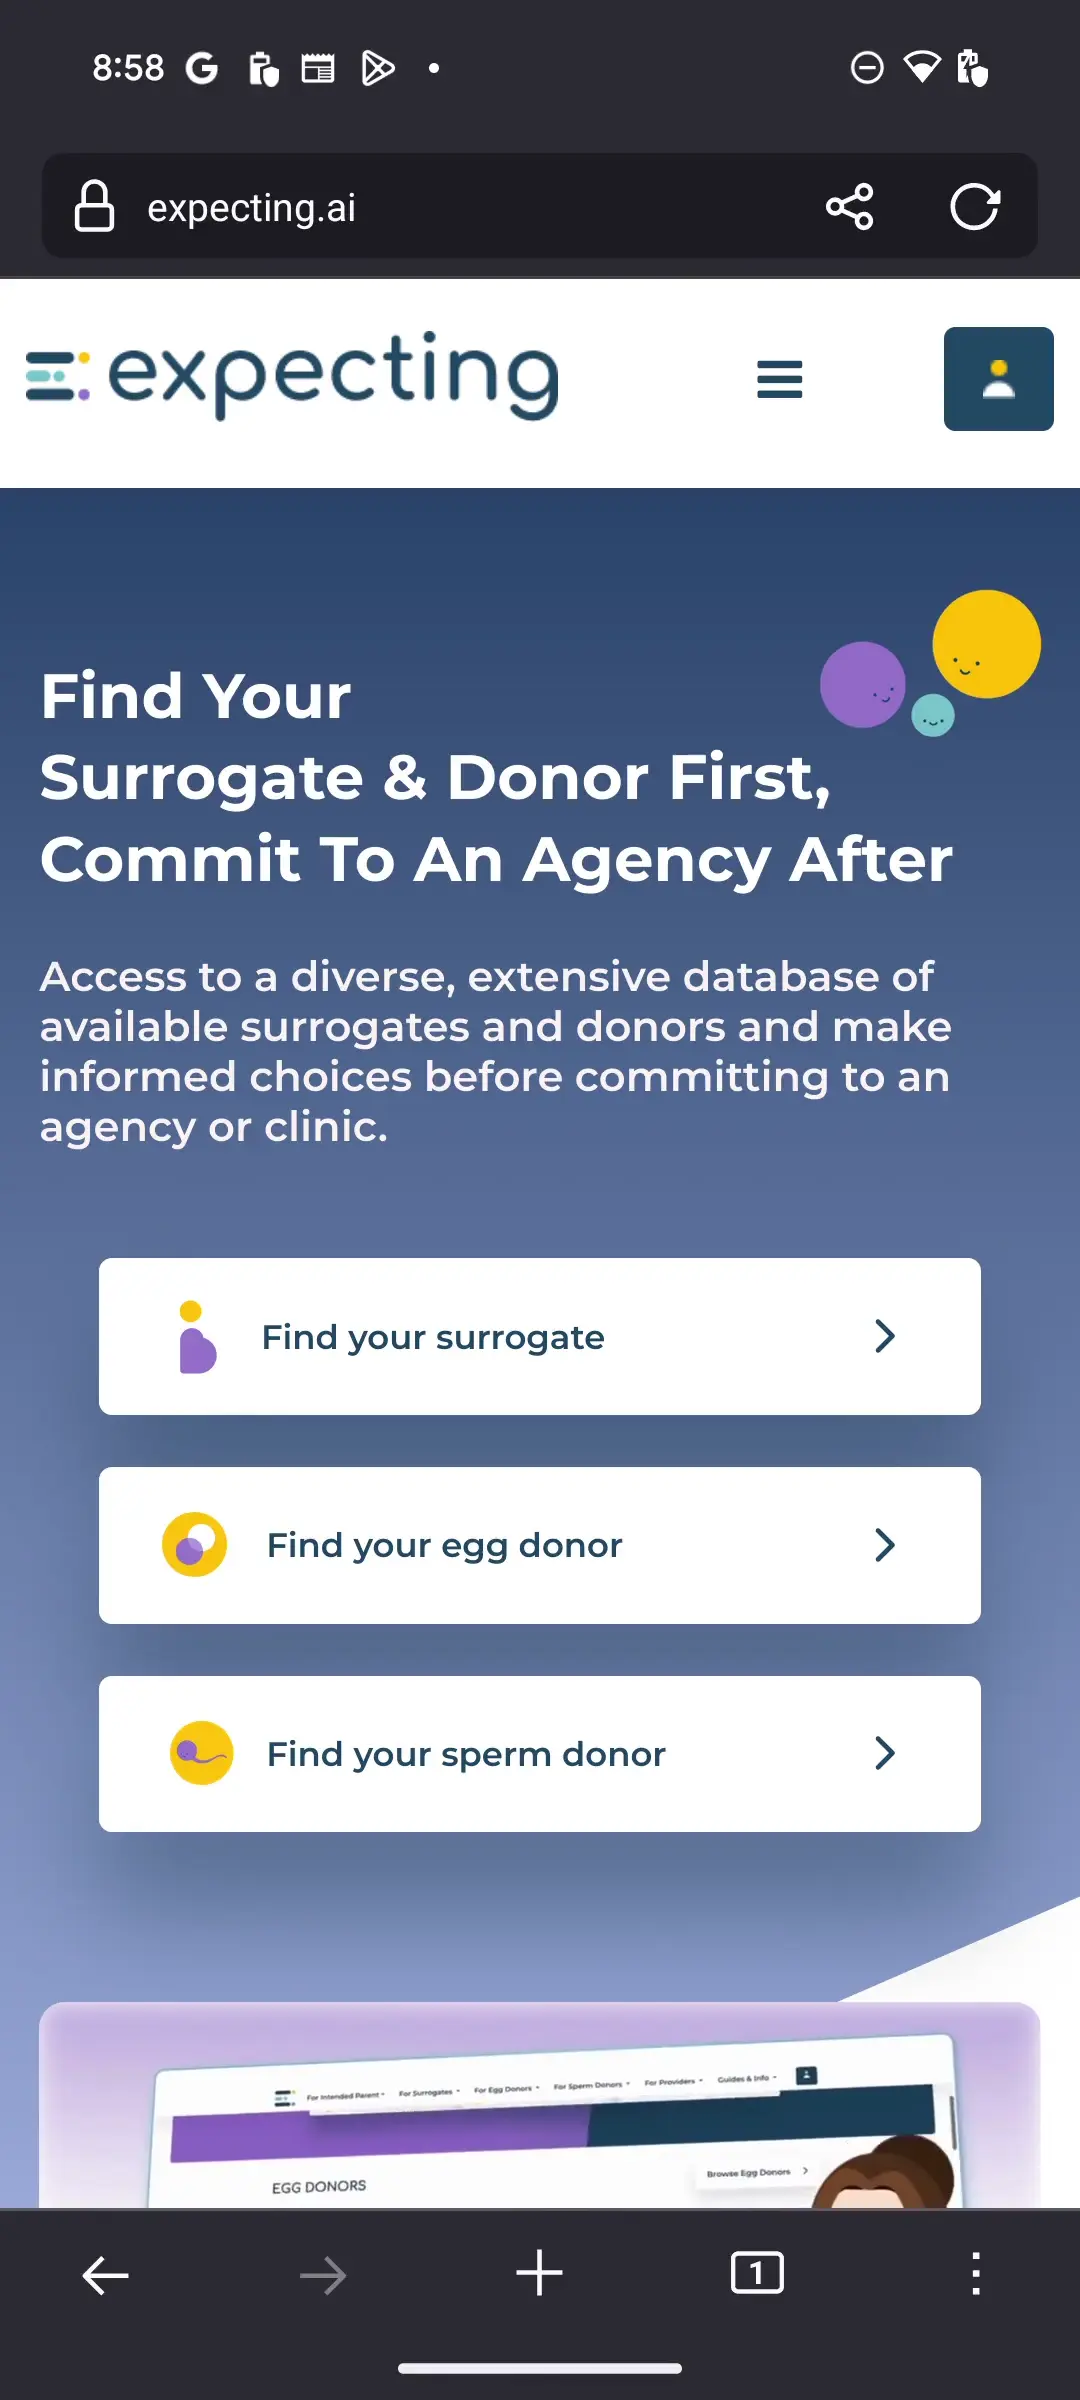 8:58
expecting.ai
expecting
Find Your
Surrogate & Donor First,
Commit To An Agency After
Access to a diverse, extensive database of
available surrogates and donors and make
informed choices before committing to an
agency or clinic.
Find your surrogate
Find your egg donor
Find your sperm donor
For Intended Parent
For Surrogates
For Egg Donors
For Sperm Donors
For Providers
Guides & Info
EGG DONORS
Browse Egg Donors
1